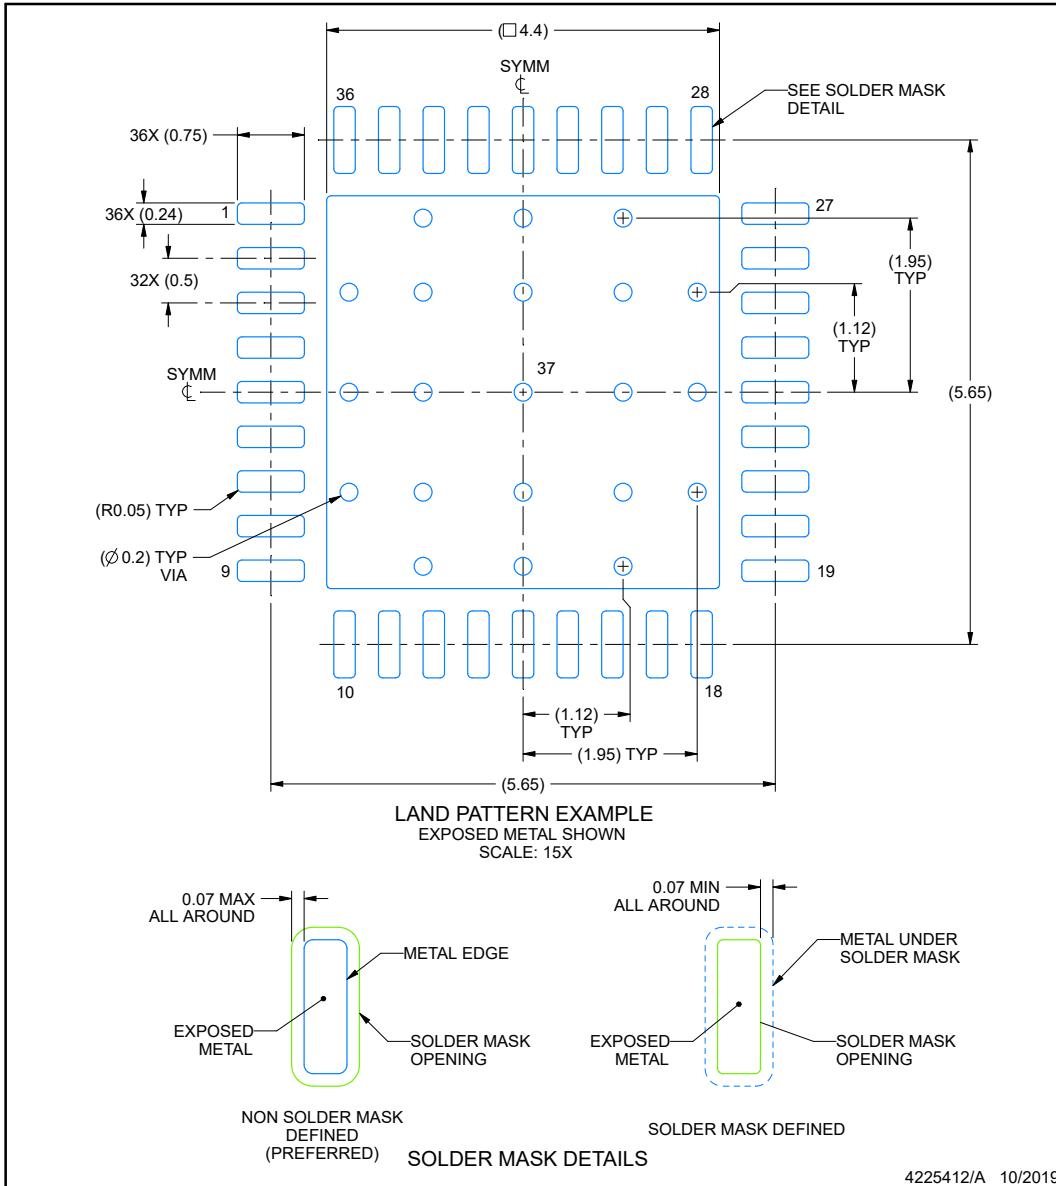 (□ 4.4)
SYMM
℄
36
28
SEE SOLDER MASK
DETAIL
36X (0.75)
36X (0.24)
1
27
32X (0.5)
(1.95)
TYP
(1.12)
TYP
SYMM
℄
37
(5.65)
(R0.05) TYP
(∅ 0.2) TYP
VIA
9
19
10
18
(1.12)
TYP
(1.95) TYP
(5.65)
LAND PATTERN EXAMPLE
EXPOSED METAL SHOWN
SCALE: 15X
0.07 MAX
ALL AROUND
METAL EDGE
EXPOSED
METAL
SOLDER MASK
OPENING
NON SOLDER MASK
DEFINED
(PREFERRED)
0.07 MIN
ALL AROUND
METAL UNDER
SOLDER MASK
EXPOSED
METAL
SOLDER MASK
OPENING
SOLDER MASK DEFINED
SOLDER MASK DETAILS
4225412/A 10/2019